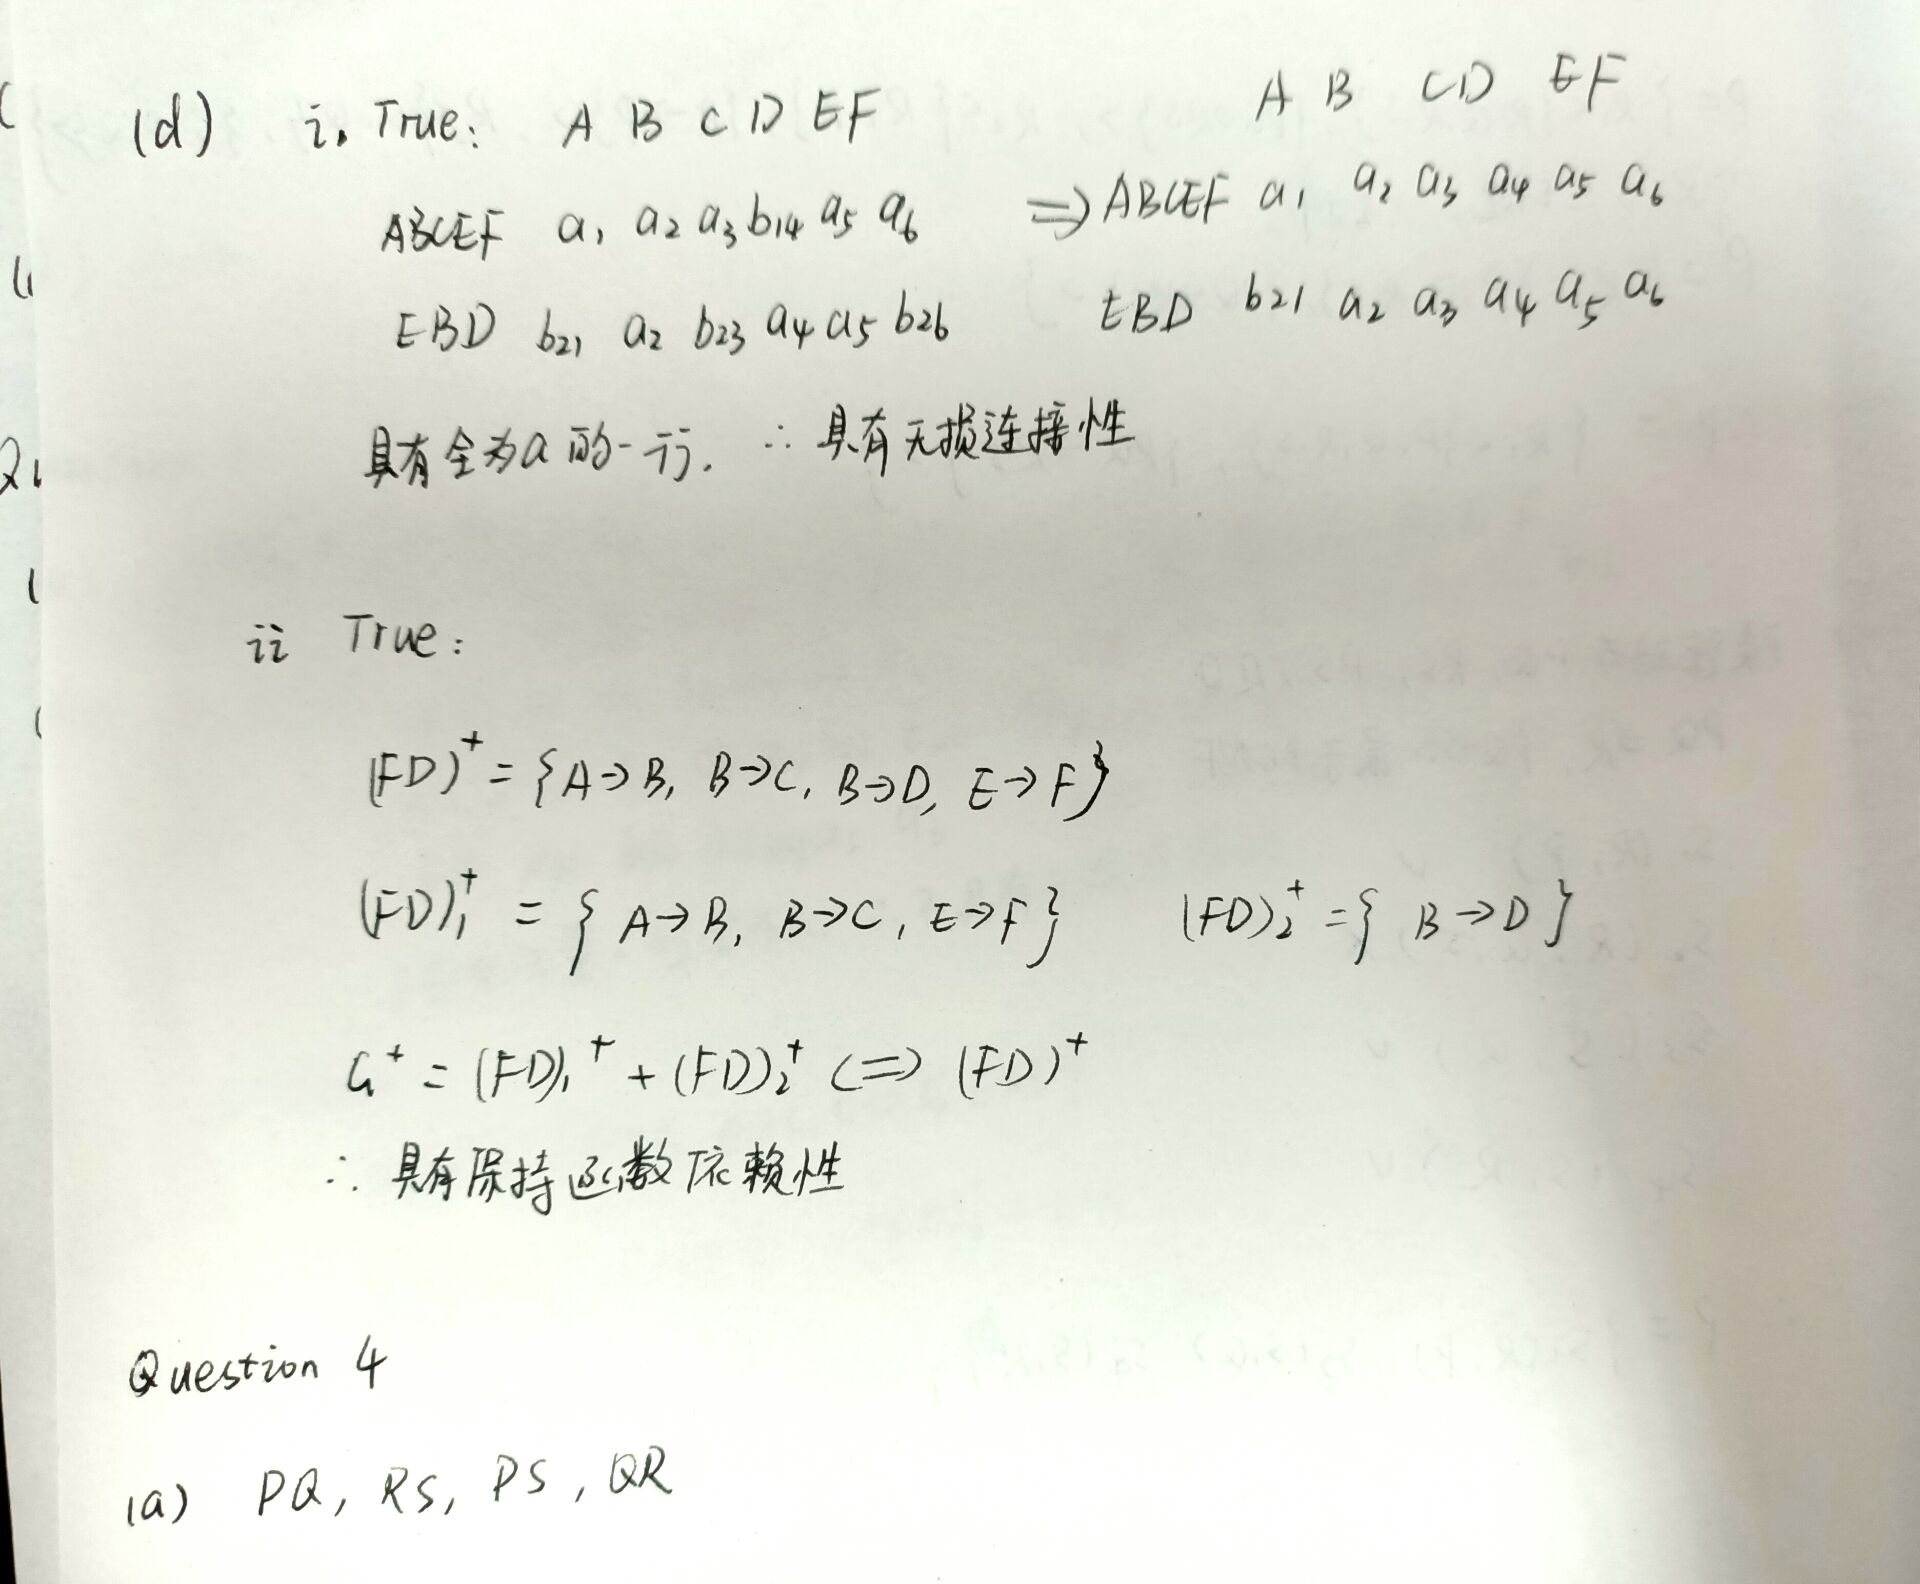 (d) i. True: A B C D E F A B C D E F
ABCEF a1 a2 a3 b14 a5 a6 => ABCEF a1 a2 a3 a4 a5 a6
EBD b21 a2 b23 a4 a5 b26 EBD b21 a2 a3 a4 a5 a6
具有全为a的一行. ∴ 具有无损连接性
ii True:
(FD)⁺ = {A→B, B→C, B→D, E→F}
(FD)₁⁺ = { A→B, B→C, E→F} (FD)₂⁺ = { B→D }
G⁺ = (FD)₁⁺ + (FD)₂⁺ <=> (FD)⁺
∴ 具有保持函数依赖性
Question 4
(a) PQ, RS, PS, QR